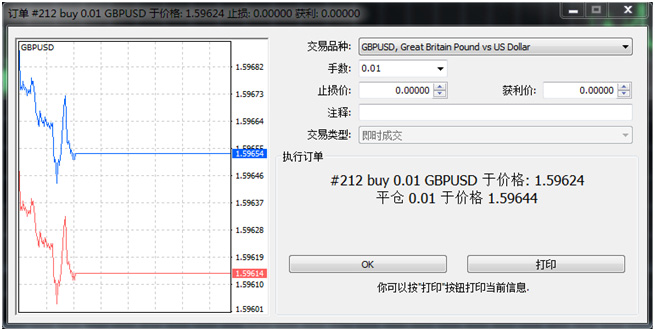 订单 #212 buy 0.01 GBPUSD 于价格: 1.59624 止损: 0.00000 获利: 0.00000
GBPUSD
1.59682
1.59673
1.59664
1.59655
1.59654
1.59646
1.59637
1.59628
1.59619
1.59614
1.59610
1.59601
交易品种: GBPUSD, Great Britain Pound vs US Dollar
手数: 0.01
止损价: 0.00000 获利价: 0.00000
注释:
交易类型: 即时成交
执行订单
#212 buy 0.01 GBPUSD 于价格: 1.59624
平仓 0.01 于价格 1.59644
OK 打印
你可以按"打印"按钮打印当前信息.